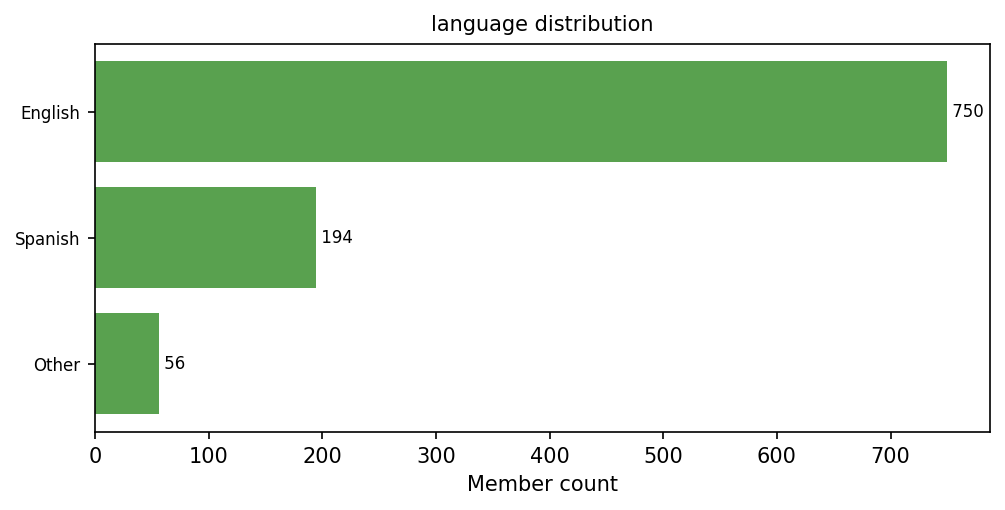 language distribution
English
750
Spanish
194
Other
56
0 100 200 300 400 500 600 700
Member count